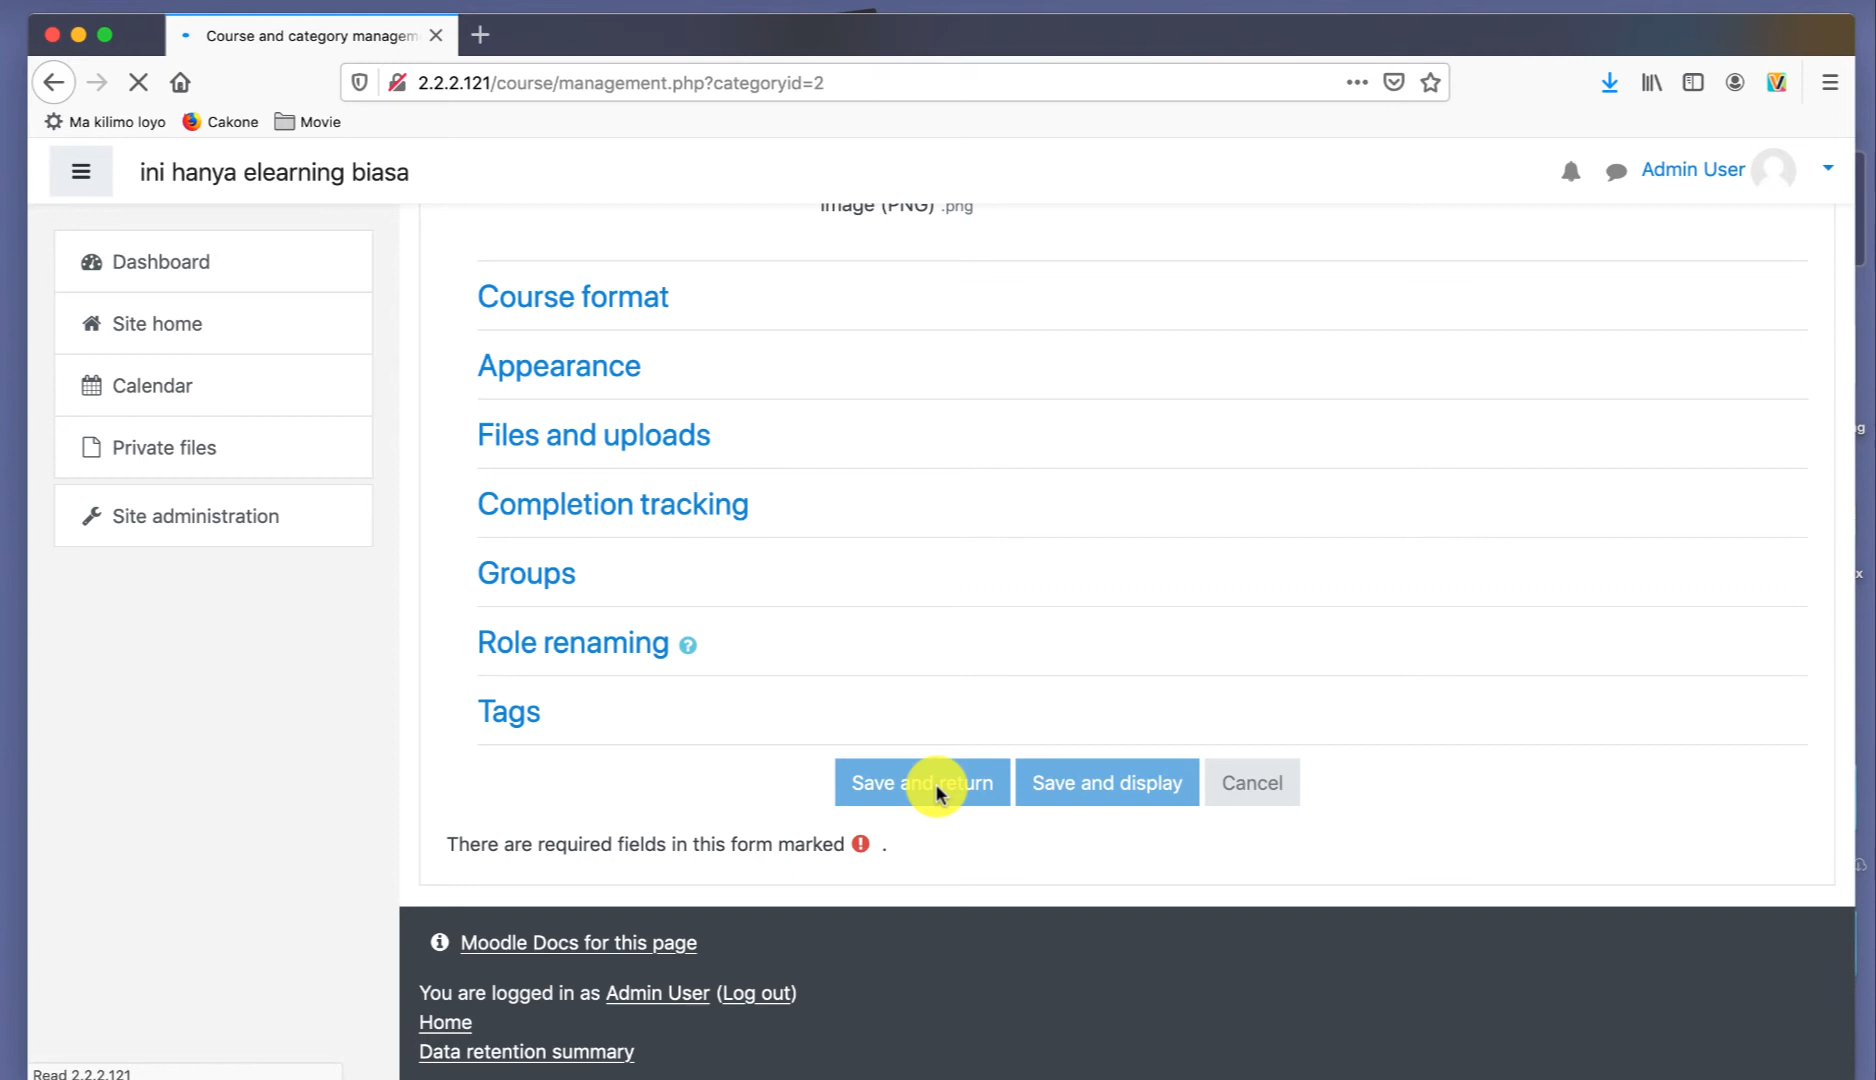 Course and category managem
2.2.2.121/course/management.php?categoryid=2
Ma kilimo loyo Cakone Movie
ini hanya elearning biasa
Admin User
Image (PNG) .png
Dashboard
Site home
Calendar
Private files
Site administration
Course format
Appearance
Files and uploads
Completion tracking
Groups
Role renaming ?
Tags
Save and return Save and display Cancel
There are required fields in this form marked ! .
Moodle Docs for this page
You are logged in as Admin User (Log out)
Home
Data retention summary
Read 2.2.2.121
ng
x